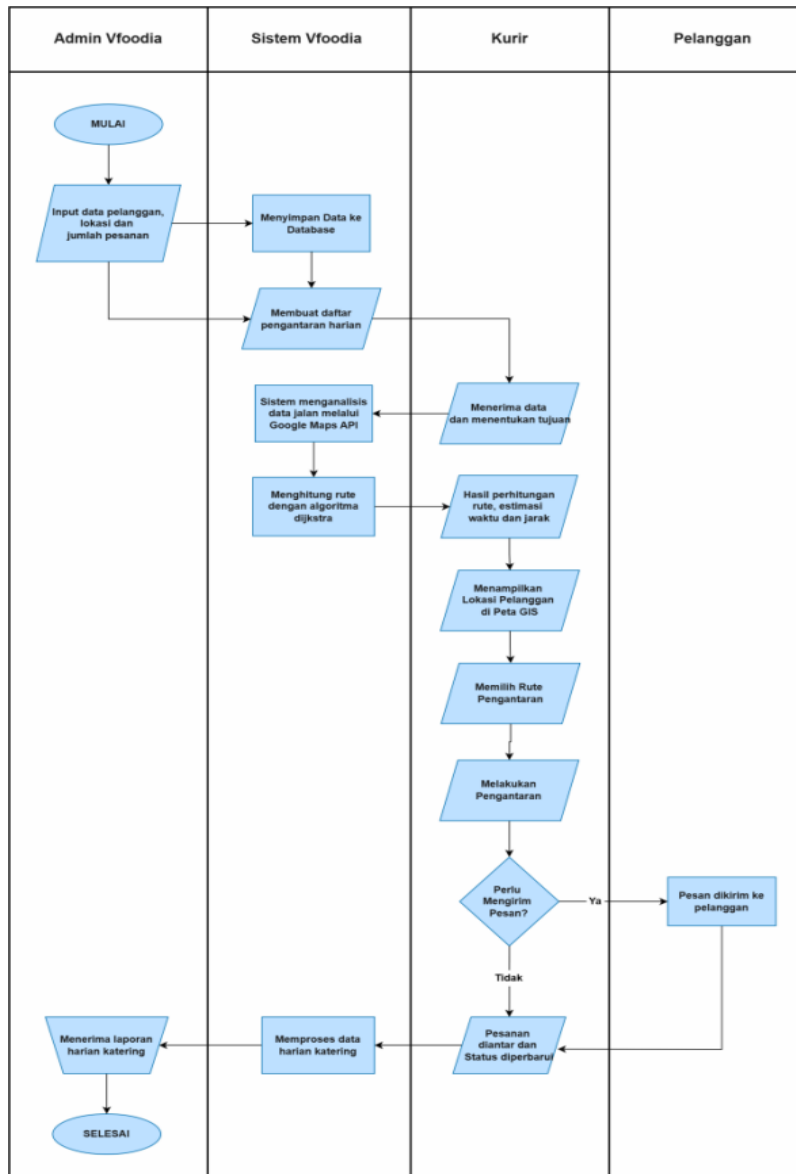 Admin Vfoodia
Sistem Vfoodia
Kurir
Pelanggan
MULAI
Input data pelanggan,
lokasi dan
jumlah pesanan
Menyimpan Data ke
Database
Membuat daftar
pengantaran harian
Menerima data
dan menentukan tujuan
Sistem menganalisis
data jalan melalui
Google Maps API
Menghitung rute
dengan algoritma
dijkstra
Hasil perhitungan
rute, estimasi
waktu dan jarak
Menampilkan
Lokasi Pelanggan
di Peta GIS
Memilih Rute
Pengantaran
Melakukan
Pengantaran
Perlu
Mengirim
Pesan?
Ya
Pesan dikirim ke
pelanggan
Tidak
Pesanan
diantar dan
Status diperbarui
Memproses data
harian katering
Menerima laporan
harian katering
SELESAI